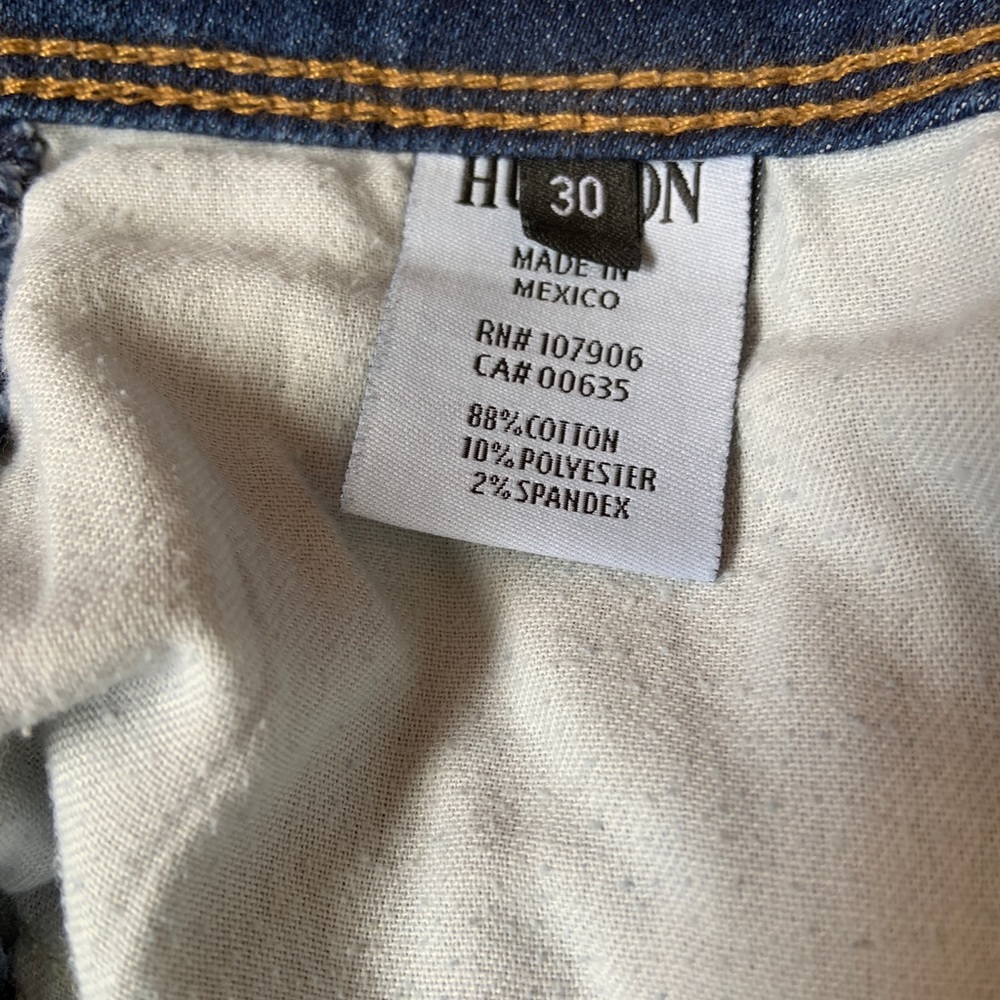 30
MADE IN
MEXICO
RN# 107906
CA# 00635
88% COTTON
10% POLYESTER
2% SPANDEX